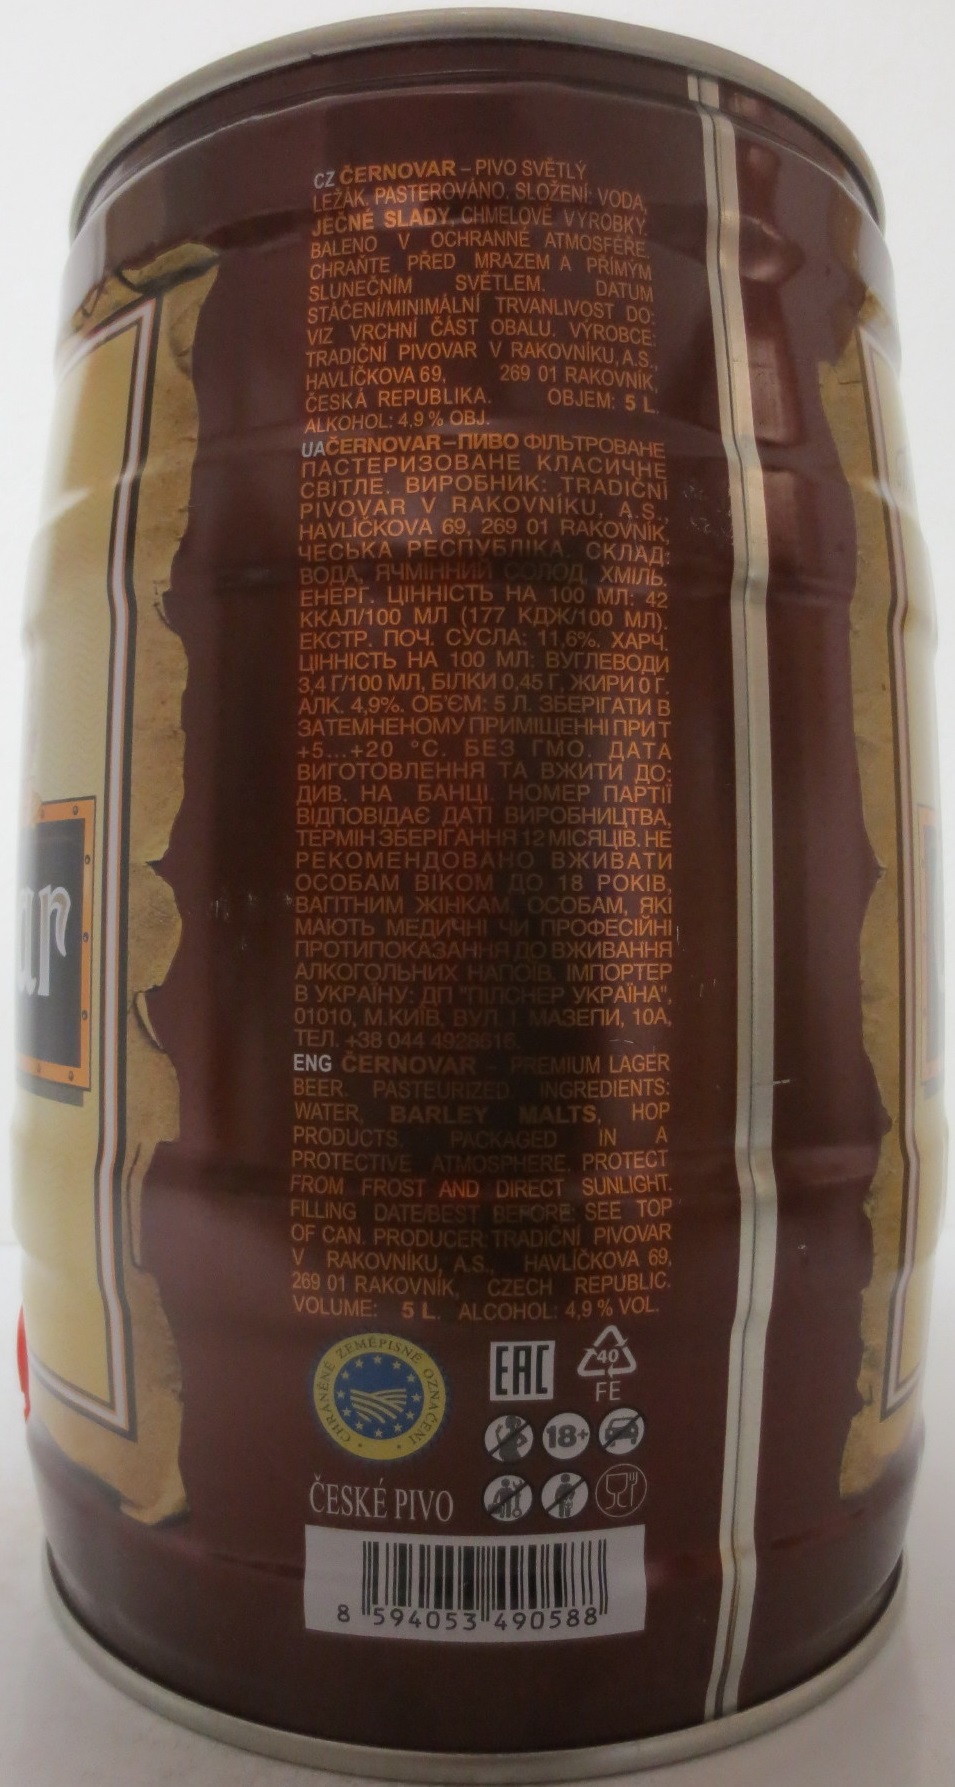 CZ ČERNOVAR – PIVO SVĚTLÝ
LEŽÁK. PASTEROVÁNO. SLOŽENÍ: VODA,
JEČNÉ SLADY, CHMELOVÉ VÝROBKY.
BALENO V OCHRANNÉ ATMOSFÉŘE.
CHRAŇTE PŘED MRAZEM A PŘÍMÝM
SLUNEČNÍM SVĚTLEM. DATUM
STÁČENÍ/MINIMÁLNÍ TRVANLIVOST DO:
VIZ VRCHNÍ ČÁST OBALU. VÝROBCE:
TRADIČNÍ PIVOVAR V RAKOVNÍKU, A.S.,
HAVLÍČKOVA 69, 269 01 RAKOVNÍK,
ČESKÁ REPUBLIKA. OBJEM: 5 L.
ALKOHOL: 4,9 % OBJ.
UA ČERNOVAR – ПИВО ФІЛЬТРОВАНЕ
ПАСТЕРИЗОВАНЕ КЛАСИЧНЕ
СВІТЛЕ. ВИРОБНИК: TRADIČNÍ
PIVOVAR V RAKOVNÍKU, A.S.,
HAVLÍČKOVA 69, 269 01 RAKOVNÍK,
ЧЕСЬКА РЕСПУБЛІКА. СКЛАД:
ВОДА, ЯЧМІННИЙ СОЛОД, ХМІЛЬ.
ЕНЕРГ. ЦІННІСТЬ НА 100 МЛ: 42
ККАЛ/100 МЛ (177 КДЖ/100 МЛ).
ЕКСТР. ПОЧ. СУСЛА: 11,6%. ХАРЧ.
ЦІННІСТЬ НА 100 МЛ: ВУГЛЕВОДИ
3,4 Г/100 МЛ, БІЛКИ 0,45 Г, ЖИРИ 0 Г.
АЛК. 4,9%. ОБ'ЄМ: 5 Л. ЗБЕРІГАТИ В
ЗАТЕМНЕНОМУ ПРИМІЩЕННІ ПРИ Т
+5...+20 °С. БЕЗ ГМО. ДАТА
ВИГОТОВЛЕННЯ ТА ВЖИТИ ДО:
ДИВ. НА БАНЦІ. НОМЕР ПАРТІЇ
ВІДПОВІДАЄ ДАТІ ВИРОБНИЦТВА,
ТЕРМІН ЗБЕРІГАННЯ 12 МІСЯЦІВ. НЕ
РЕКОМЕНДОВАНО ВЖИВАТИ
ОСОБАМ ВІКОМ ДО 18 РОКІВ,
ВАГІТНИМ ЖІНКАМ, ОСОБАМ, ЯКІ
МАЮТЬ МЕДИЧНІ ЧИ ПРОФЕСІЙНІ
ПРОТИПОКАЗАННЯ ДО ВЖИВАННЯ
АЛКОГОЛЬНИХ НАПОЇВ. ІМПОРТЕР
В УКРАЇНУ: ДП "ПІЛСНЕР УКРАЇНА",
01010, М.КИЇВ, ВУЛ. І. МАЗЕПИ, 10А,
ТЕЛ. +38 044 4928616.
ENG ČERNOVAR – PREMIUM LAGER
BEER. PASTEURIZED. INGREDIENTS:
WATER, BARLEY MALTS, HOP
PRODUCTS. PACKAGED IN A
PROTECTIVE ATMOSPHERE. PROTECT
FROM FROST AND DIRECT SUNLIGHT.
FILLING DATE/BEST BEFORE: SEE TOP
OF CAN. PRODUCER: TRADIČNÍ PIVOVAR
V RAKOVNÍKU, A.S., HAVLÍČKOVA 69,
269 01 RAKOVNÍK, CZECH REPUBLIC.
VOLUME: 5 L. ALCOHOL: 4,9 % VOL.
CHRÁNĚNÉ ZEMĚPISNÉ OZNAČENÍ
EAC
40
FE
18+
ČESKÉ PIVO
8 594053 490588
ar